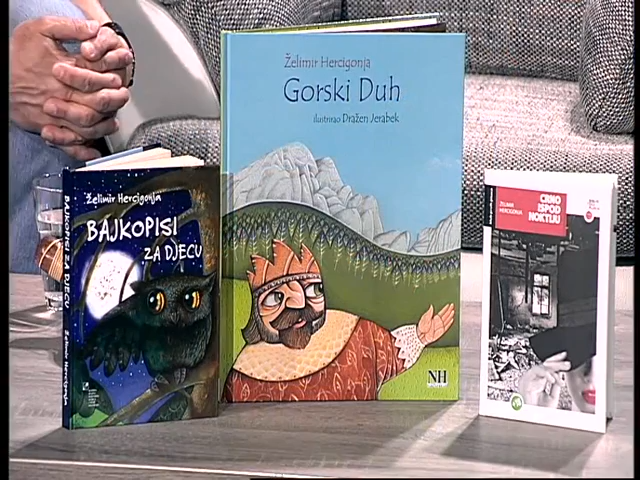 Želimir Hercigonja
Gorski Duh
ilustrirao Dražen Jerabek
NH
Želimir Hercigonja
BAJKOPISI
ZA DJECU
BAJKOPISI ZA DJECU
Želimir Hercigonja
ŽELIMIR
HERCIGONJA
CRNO
ISPOD
NOKTIJU